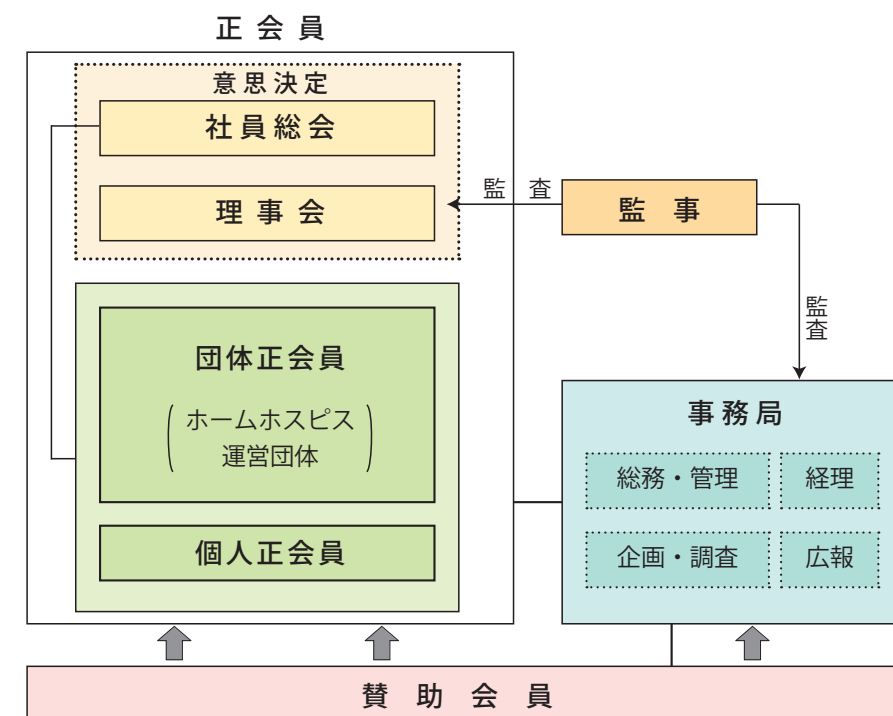 正会員
意思決定
社員総会
理事会
監査
監事
監査
団体正会員
(ホームホスピス
運営団体)
個人正会員
事務局
総務・管理
経理
企画・調査
広報
賛助会員